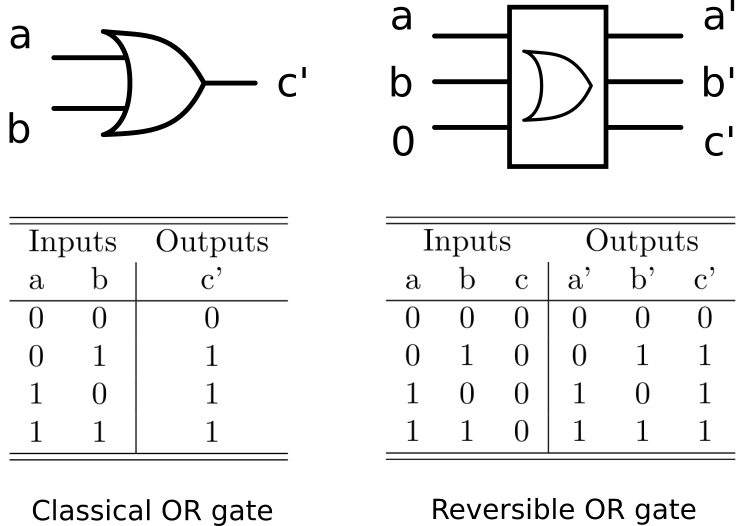 a
b
c'
a
b
0
a'
b'
c'
Inputs Outputs
a b c’
0 0 0
0 1 1
1 0 1
1 1 1
Classical OR gate
Inputs Outputs
a b c a’ b’ c’
0 0 0 0 0 0
0 1 0 0 1 1
1 0 0 1 0 1
1 1 0 1 1 1
Reversible OR gate